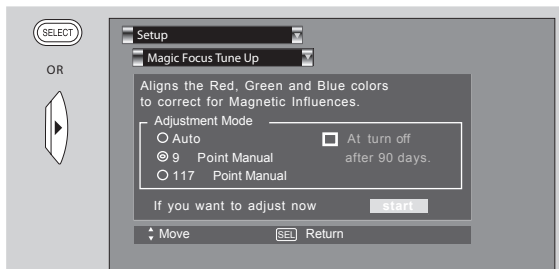 SELECT
OR
Setup
Magic Focus Tune Up
Aligns the Red, Green and Blue colors
to correct for Magnetic Influences.
Adjustment Mode
Auto
At turn off
9 Point Manual
after 90 days.
117 Point Manual
If you want to adjust now start
Move SEL Return